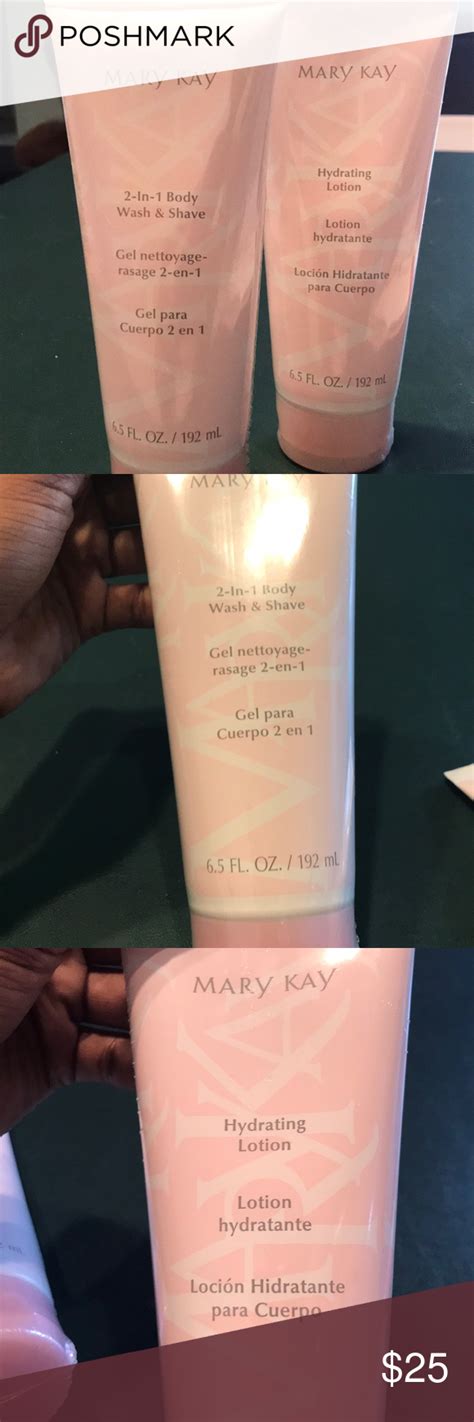 POSHMARK
MARY KAY
2-In-1 Body
Wash & Shave
Gel nettoyage-
rasage 2-en-1
Gel para
Cuerpo 2 en 1
6.5 FL. OZ. / 192 mL
MARY KAY
Hydrating
Lotion
Lotion
hydratante
Loción Hidratante
para Cuerpo
6.5 FL. OZ. / 192 mL
MARY KAY
2-In-1 Body
Wash & Shave
Gel nettoyage-
rasage 2-en-1
Gel para
Cuerpo 2 en 1
6.5 FL. OZ. / 192 mL
MARY KAY
Hydrating
Lotion
Lotion
hydratante
Loción Hidratante
para Cuerpo
mL
$25